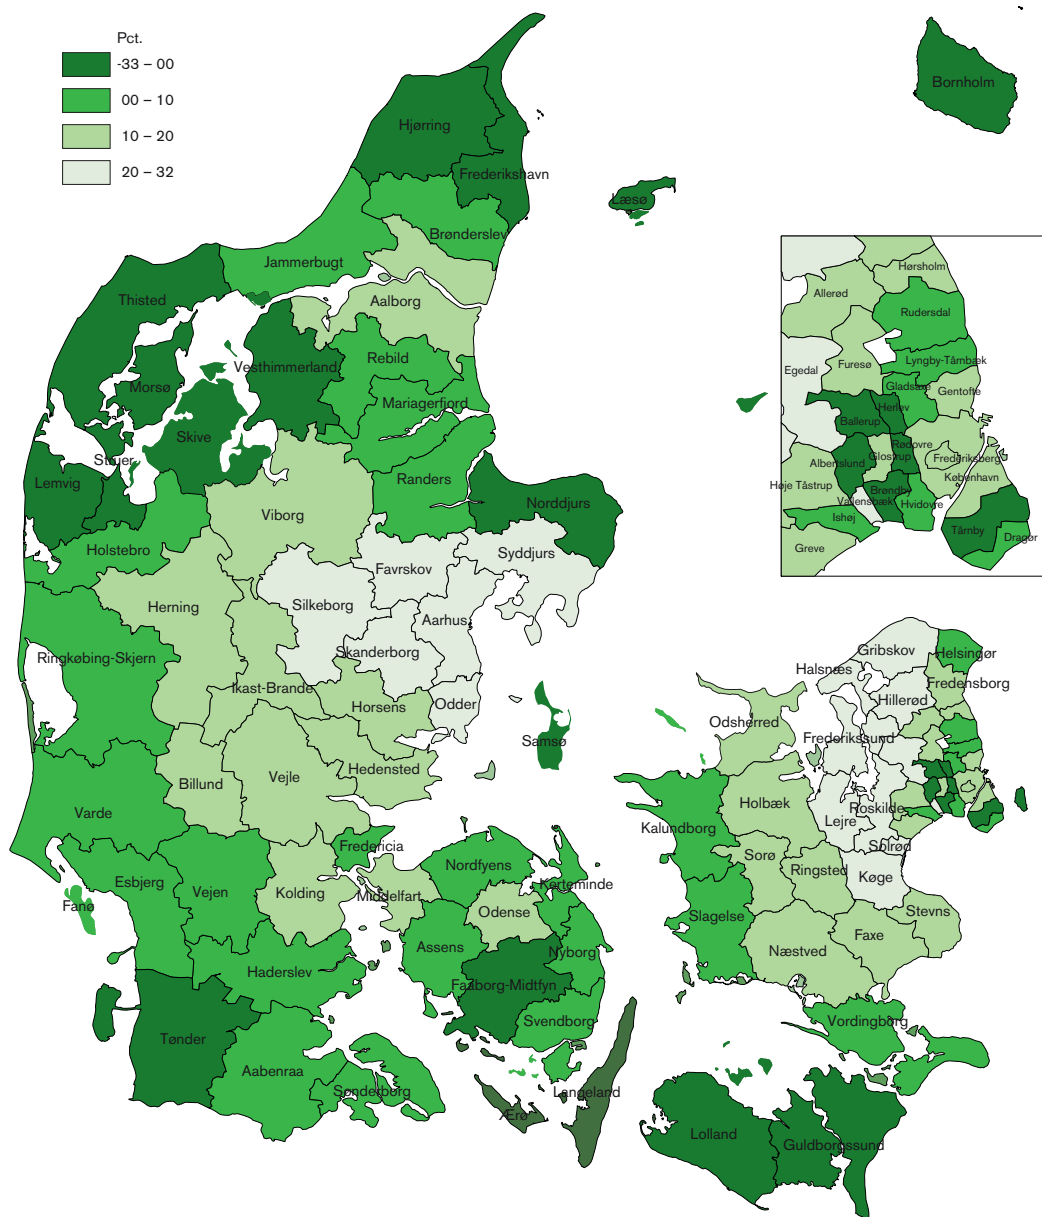 Pct.
-33 – 00
00 – 10
10 – 20
20 – 32
Bornholm
Hjørring
Frederikshavn
Læsø
Brønderslev
Jammerbugt
Thisted
Aalborg
Vesthimmerland
Rebild
Morsø
Mariagerfjord
Skive
Struer
Lemvig
Randers
Norddjurs
Viborg
Holstebro
Syddjurs
Favrskov
Silkeborg
Herning
Aarhus
Skanderborg
Ringkøbing-Skjern
Ikast-Brande
Horsens
Odder
Samsø
Hedensted
Billund
Vejle
Varde
Fredericia
Esbjerg
Vejen
Kolding
Middelfart
Fanø
Nordfyens
Kerteminde
Odense
Assens
Nyborg
Haderslev
Faaborg-Midtfyn
Svendborg
Tønder
Aabenraa
Sønderborg
Langeland
Ærø
Hørsholm
Allerød
Rudersdal
Lyngby-Tårnbæk
Egedal
Furesø
Gladsaxe
Gentofte
Herlev
Ballerup
Rødovre
Glostrup
Frederiksberg
Albertslund
København
Høje Tåstrup
Brøndby
Vallensbæk
Hvidovre
Ishøj
Tårnby
Dragør
Greve
Gribskov
Helsingør
Halsnæs
Fredensborg
Hillerød
Odsherred
Frederikssund
Holbæk
Roskilde
Lejre
Kalundborg
Solrød
Sorø
Ringsted
Køge
Slagelse
Stevns
Faxe
Næstved
Vordingborg
Lolland
Guldborgssund